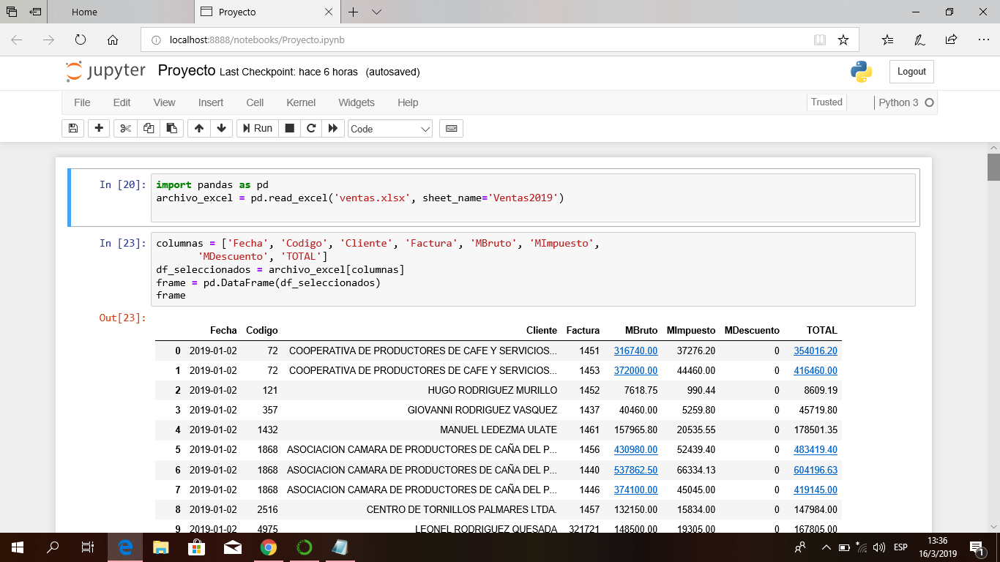 Home
Proyecto
localhost:8888/notebooks/Proyecto.ipynb
jupyter Proyecto Last Checkpoint: hace 6 horas (autosaved)
Logout
File Edit View Insert Cell Kernel Widgets Help
Trusted
Python 3
Run
Code
In [20]: import pandas as pd
archivo_excel = pd.read_excel('ventas.xlsx', sheet_name='Ventas2019')
In [23]: columnas = ['Fecha', 'Codigo', 'Cliente', 'Factura', 'MBruto', 'MImpuesto',
'MDescuento', 'TOTAL']
df_seleccionados = archivo_excel[columnas]
frame = pd.DataFrame(df_seleccionados)
frame
Out[23]:
Fecha Codigo Cliente Factura MBruto MImpuesto MDescuento TOTAL
0 2019-01-02 72 COOPERATIVA DE PRODUCTORES DE CAFE Y SERVICIOS... 1451 316740.00 37276.20 0 354016.20
1 2019-01-02 72 COOPERATIVA DE PRODUCTORES DE CAFE Y SERVICIOS... 1453 372000.00 44460.00 0 416460.00
2 2019-01-02 121 HUGO RODRIGUEZ MURILLO 1452 7618.75 990.44 0 8609.19
3 2019-01-02 357 GIOVANNI RODRIGUEZ VASQUEZ 1437 40460.00 5259.80 0 45719.80
4 2019-01-02 1432 MANUEL LEDEZMA ULATE 1461 157965.80 20535.55 0 178501.35
5 2019-01-02 1868 ASOCIACION CAMARA DE PRODUCTORES DE CAÑA DEL P... 1456 430980.00 52439.40 0 483419.40
6 2019-01-02 1868 ASOCIACION CAMARA DE PRODUCTORES DE CAÑA DEL P... 1440 537862.50 66334.13 0 604196.63
7 2019-01-02 1868 ASOCIACION CAMARA DE PRODUCTORES DE CAÑA DEL P... 1446 374100.00 45045.00 0 419145.00
8 2019-01-02 2516 CENTRO DE TORNILLOS PALMARES LTDA. 1457 132150.00 15834.00 0 147984.00
9 2019-01-02 4975 LEONEL RODRIGUEZ QUESADA 321721 148500.00 19305.00 0 167805.00
ESP
13:36
16/3/2019
1